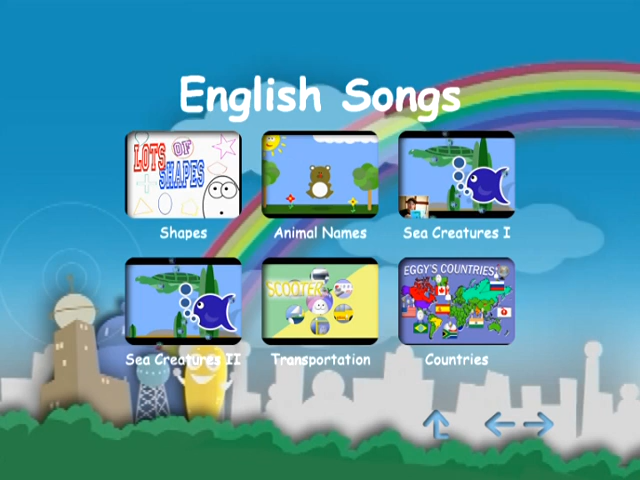 English Songs
LOTS OF SHAPES
Shapes
Animal Names
Sea Creatures I
Sea Creatures II
SCOOTER
Transportation
EGGY'S COUNTRIES
Countries